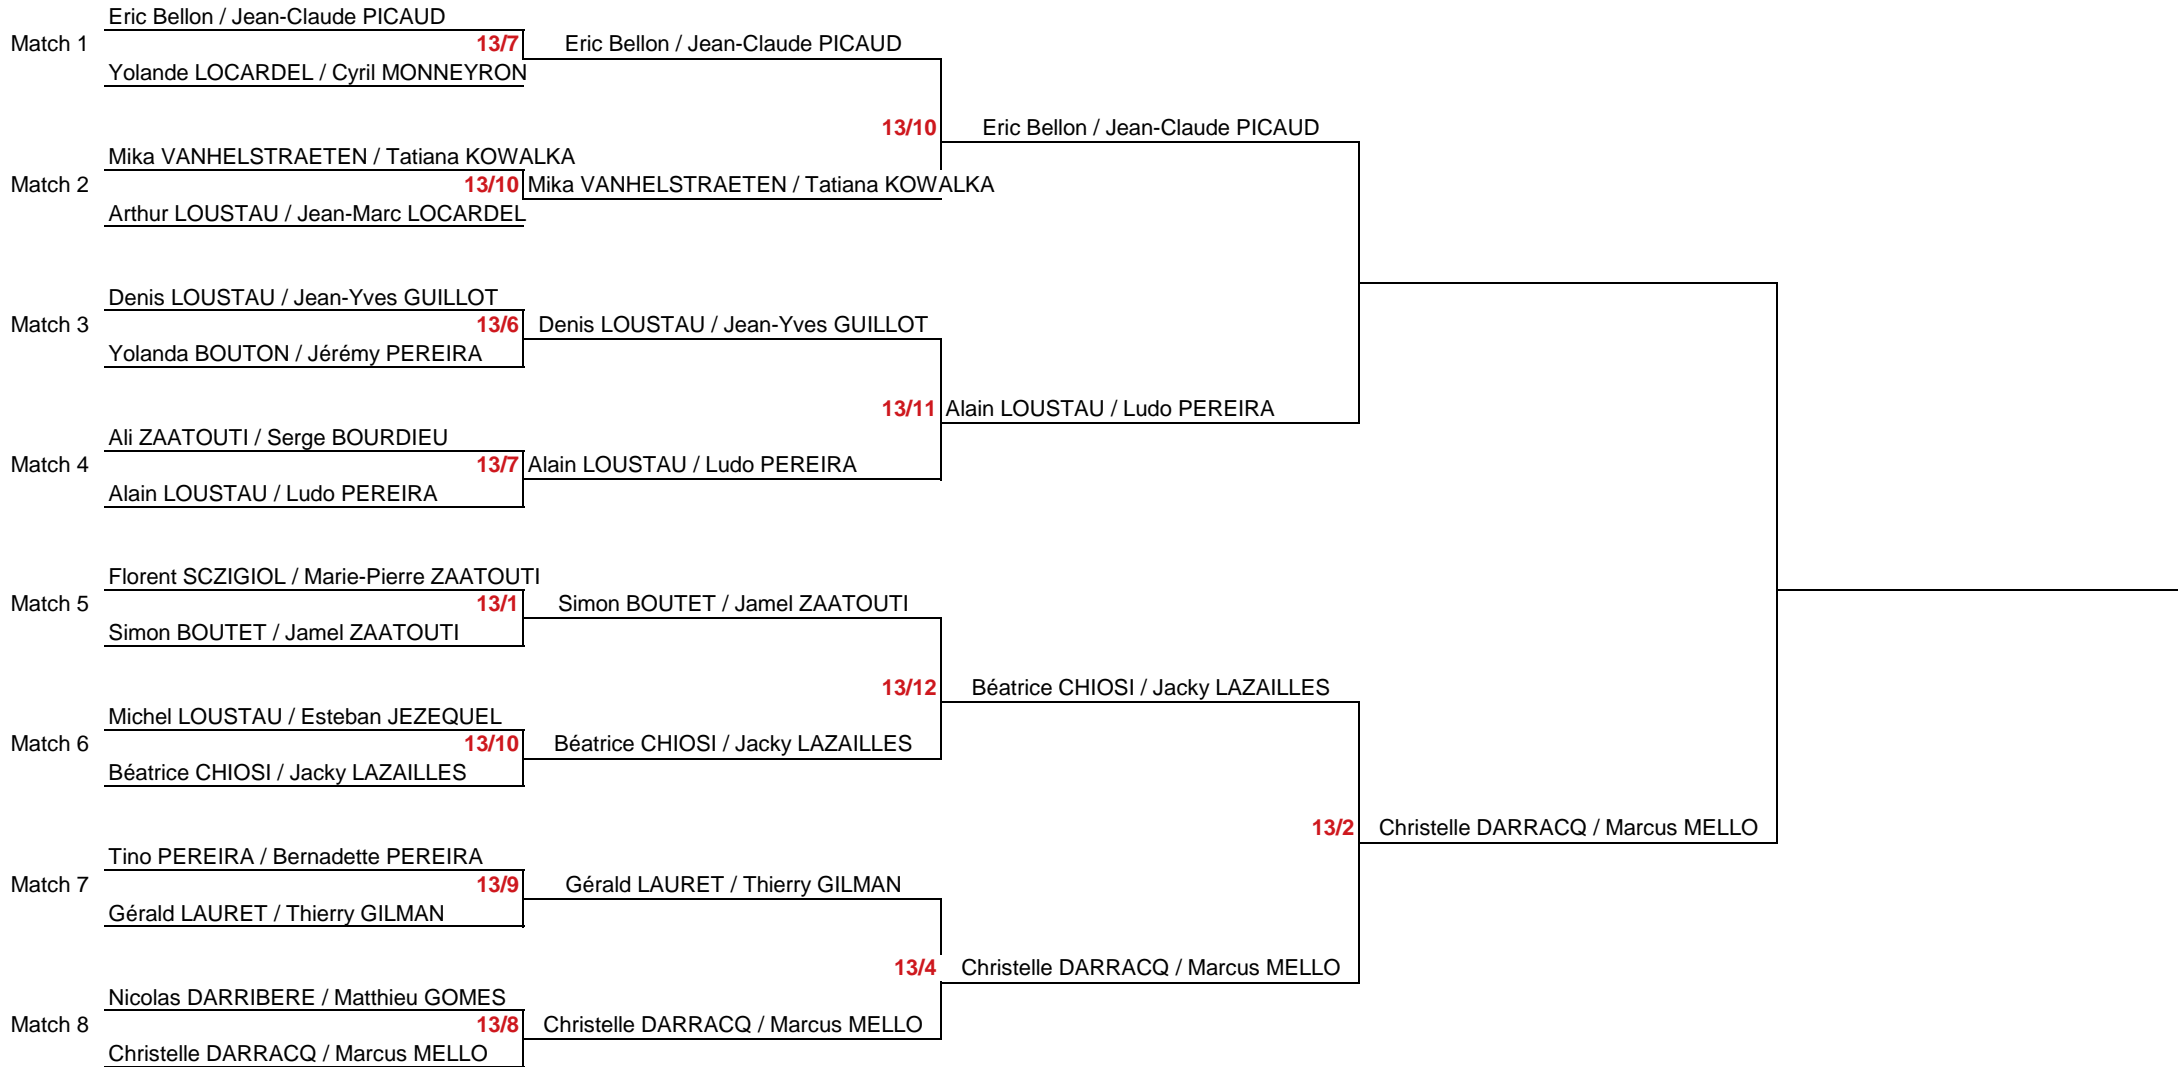 Eric Bellon / Jean-Claude PICAUD
Match 1
13/7
Eric Bellon / Jean-Claude PICAUD
Yolande LOCARDEL / Cyril MONNEYRON
13/10
Eric Bellon / Jean-Claude PICAUD
Mika VANHELSTRAETEN / Tatiana KOWALKA
Match 2
13/10
Mika VANHELSTRAETEN / Tatiana KOWALKA
Arthur LOUSTAU / Jean-Marc LOCARDEL
Denis LOUSTAU / Jean-Yves GUILLOT
Match 3
13/6
Denis LOUSTAU / Jean-Yves GUILLOT
Yolanda BOUTON / Jérémy PEREIRA
13/11
Alain LOUSTAU / Ludo PEREIRA
Ali ZAATOUTI / Serge BOURDIEU
Match 4
13/7
Alain LOUSTAU / Ludo PEREIRA
Alain LOUSTAU / Ludo PEREIRA
Florent SCZIGIOL / Marie-Pierre ZAATOUTI
Match 5
13/1
Simon BOUTET / Jamel ZAATOUTI
Simon BOUTET / Jamel ZAATOUTI
13/12
Béatrice CHIOSI / Jacky LAZAILLES
Michel LOUSTAU / Esteban JEZEQUEL
Match 6
13/10
Béatrice CHIOSI / Jacky LAZAILLES
Béatrice CHIOSI / Jacky LAZAILLES
13/2
Christelle DARRACQ / Marcus MELLO
Tino PEREIRA / Bernadette PEREIRA
Match 7
13/9
Gérald LAURET / Thierry GILMAN
Gérald LAURET / Thierry GILMAN
13/4
Christelle DARRACQ / Marcus MELLO
Nicolas DARRIBERE / Matthieu GOMES
Match 8
13/8
Christelle DARRACQ / Marcus MELLO
Christelle DARRACQ / Marcus MELLO